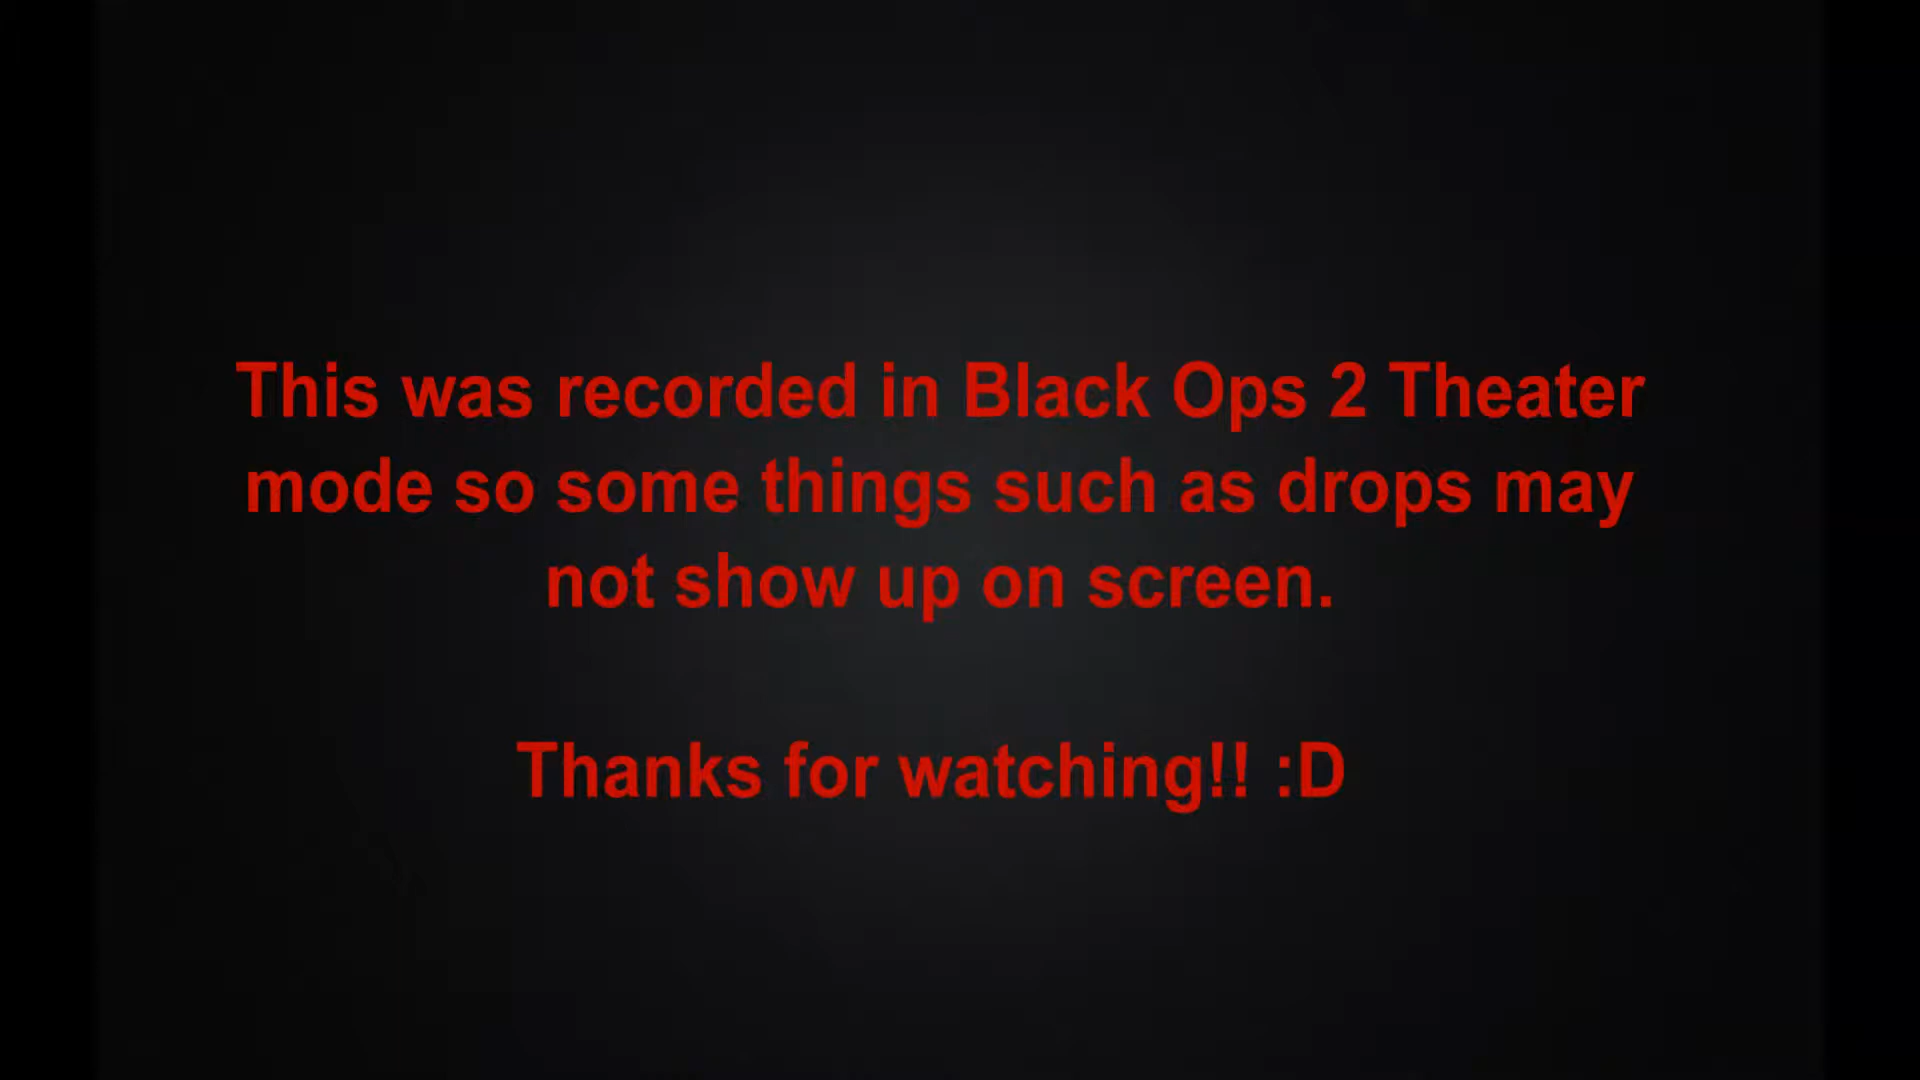 This was recorded in Black Ops 2 Theater
mode so some things such as drops may
not show up on screen.
Thanks for watching!! :D